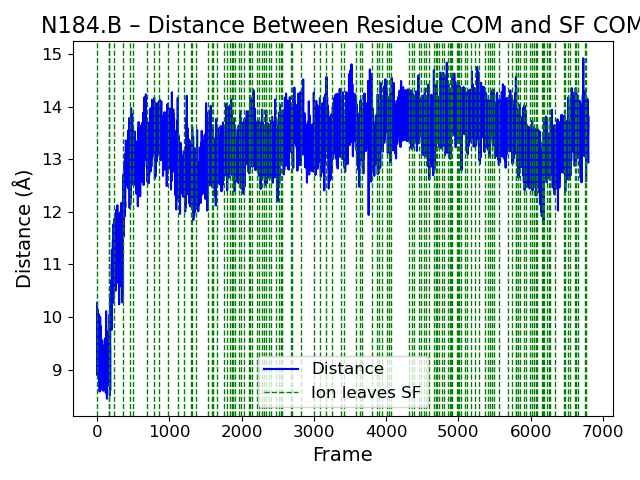 N184.B – Distance Between Residue COM and SF COM
Distance (Å)
15
14
13
12
11
10
9
Distance
Ion leaves SF
0 1000 2000 3000 4000 5000 6000 7000
Frame